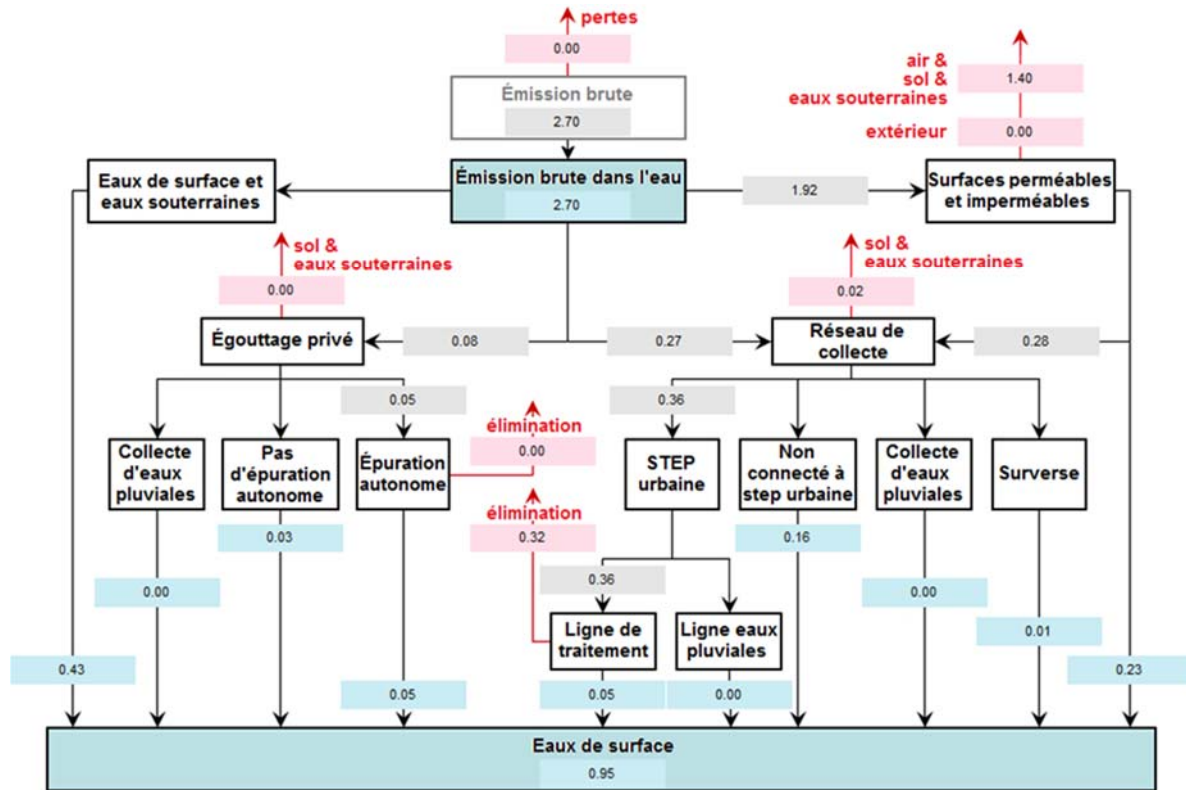 pertes
0.00
Émission brute
2.70
air &
sol &
eaux souterraines
1.40
extérieur
0.00
Eaux de surface et
eaux souterraines
Émission brute dans l'eau
2.70
1.92
Surfaces perméables
et imperméables
sol &
eaux souterraines
0.00
sol &
eaux souterraines
0.02
Égouttage privé
0.08
0.27
Réseau de
collecte
0.28
0.05
0.36
Collecte
d'eaux
pluviales
Pas
d'épuration
autonome
Épuration
autonome
élimination
0.00
STEP
urbaine
Non
connecté à
step urbaine
Collecte
d'eaux
pluviales
Surverse
élimination
0.32
0.03
0.16
0.00
0.36
0.00
Ligne de
traitement
Ligne eaux
pluviales
0.01
0.43
0.23
0.05
0.05
0.00
Eaux de surface
0.95